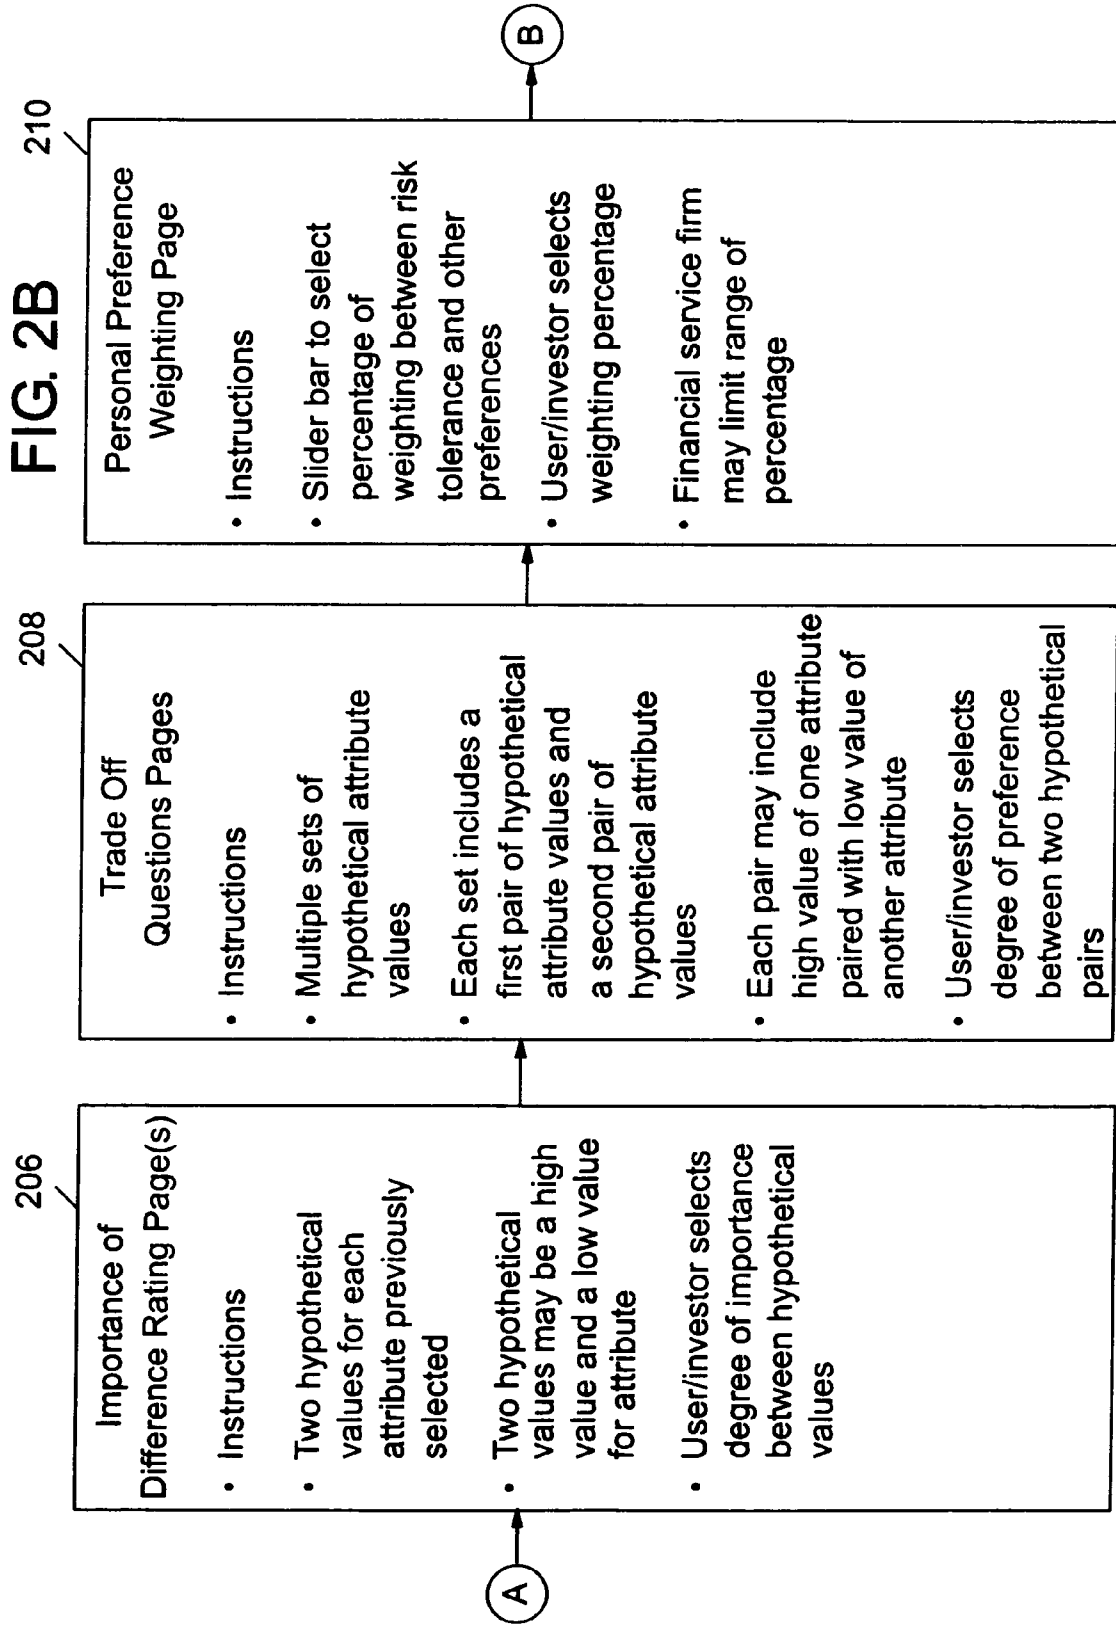 FIG. 2B
A
206
Importance of
Difference Rating Page(s)
• Instructions
• Two hypothetical
values for each
attribute previously
selected
• Two hypothetical
values may be a high
value and a low value
for attribute
• User/investor selects
degree of importance
between hypothetical
values
208
Trade Off
Questions Pages
• Instructions
• Multiple sets of
hypothetical attribute
values
• Each set includes a
first pair of hypothetical
attribute values and
a second pair of
hypothetical attribute
values
• Each pair may include
high value of one attribute
paired with low value of
another attribute
• User/investor selects
degree of preference
between two hypothetical
pairs
210
Personal Preference
Weighting Page
• Instructions
• Slider bar to select
percentage of
weighting between risk
tolerance and other
preferences
• User/investor selects
weighting percentage
• Financial service firm
may limit range of
percentage
B